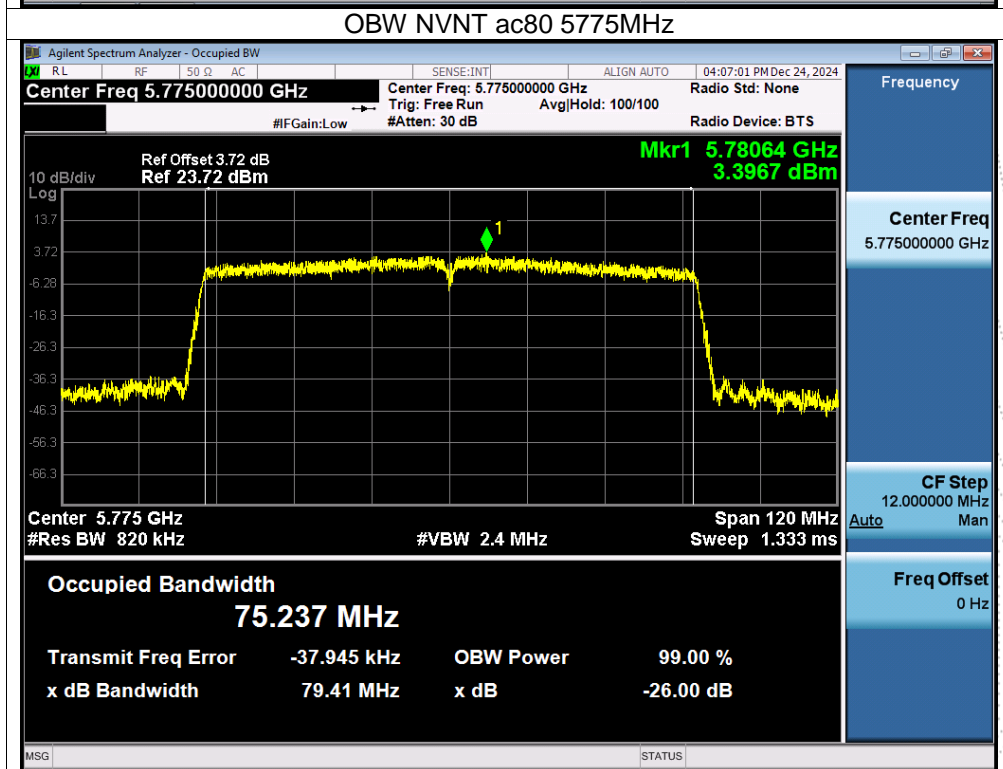 OBW NVNT ac80 5775MHz
Agilent Spectrum Analyzer - Occupied BW
LXI RL RF 50 Ω AC SENSE:INT ALIGN AUTO 04:07:01 PM Dec 24, 2024
Center Freq 5.775000000 GHz
Center Freq: 5.775000000 GHz Radio Std: None
Trig: Free Run Avg|Hold: 100/100
#IFGain:Low #Atten: 30 dB Radio Device: BTS
Mkr1 5.78064 GHz
3.3967 dBm
Ref Offset 3.72 dB
10 dB/div Ref 23.72 dBm
Log
13.7
1
3.72
-6.28
-16.3
-26.3
-36.3
-46.3
-56.3
-66.3
Center 5.775 GHz Span 120 MHz
#Res BW 820 kHz #VBW 2.4 MHz Sweep 1.333 ms
Occupied Bandwidth
75.237 MHz
Transmit Freq Error -37.945 kHz OBW Power 99.00 %
x dB Bandwidth 79.41 MHz x dB -26.00 dB
MSG STATUS
Frequency
Center Freq
5.775000000 GHz
CF Step
12.000000 MHz
Auto Man
Freq Offset
0 Hz